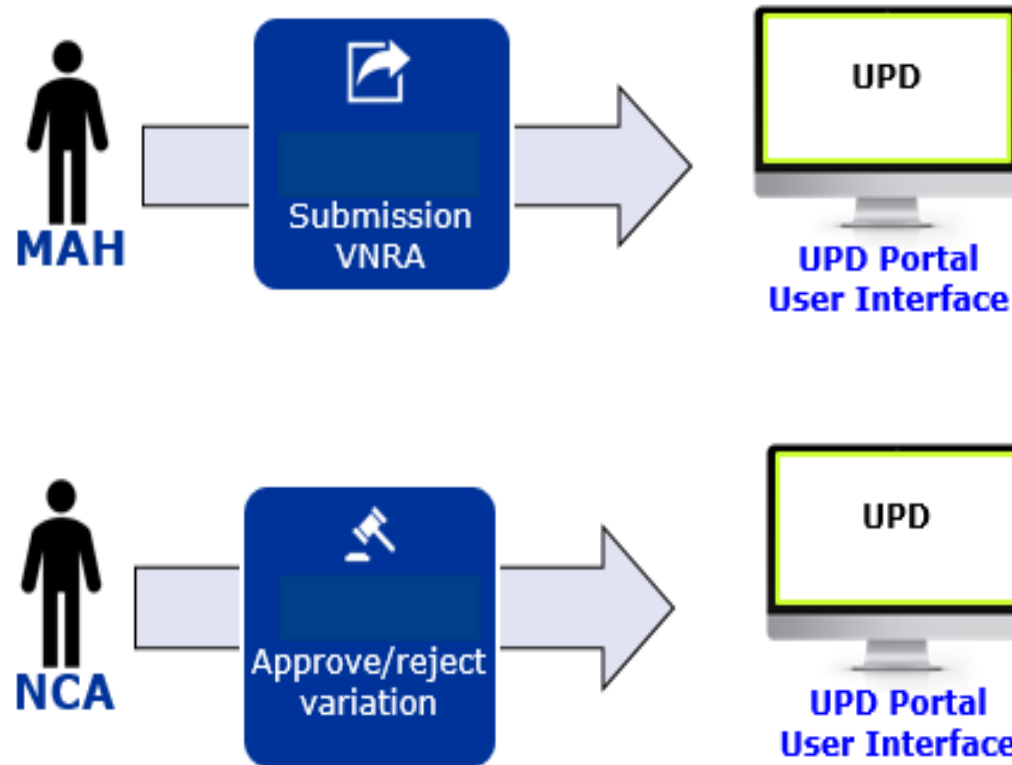 UPD
MAH
Submission
VNRA
UPD Portal
User Interface
UPD
NCA
Approve/reject
variation
UPD Portal
User Interface